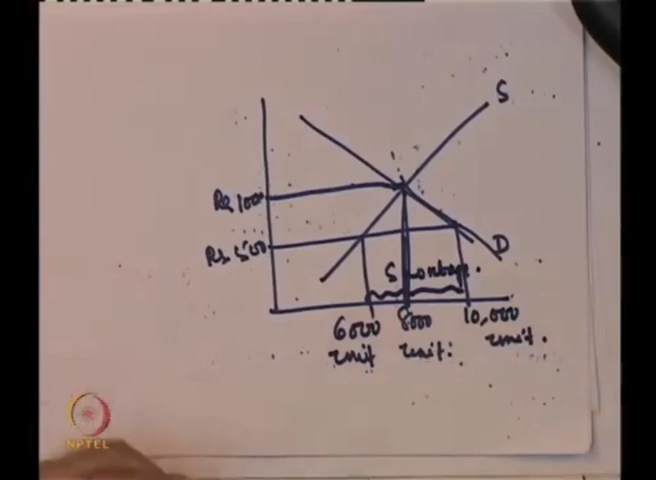 S
Rs 1000
Rs 500
D
Shortage.
6000 8000 10,000
unit unit. unit.
NPTEL